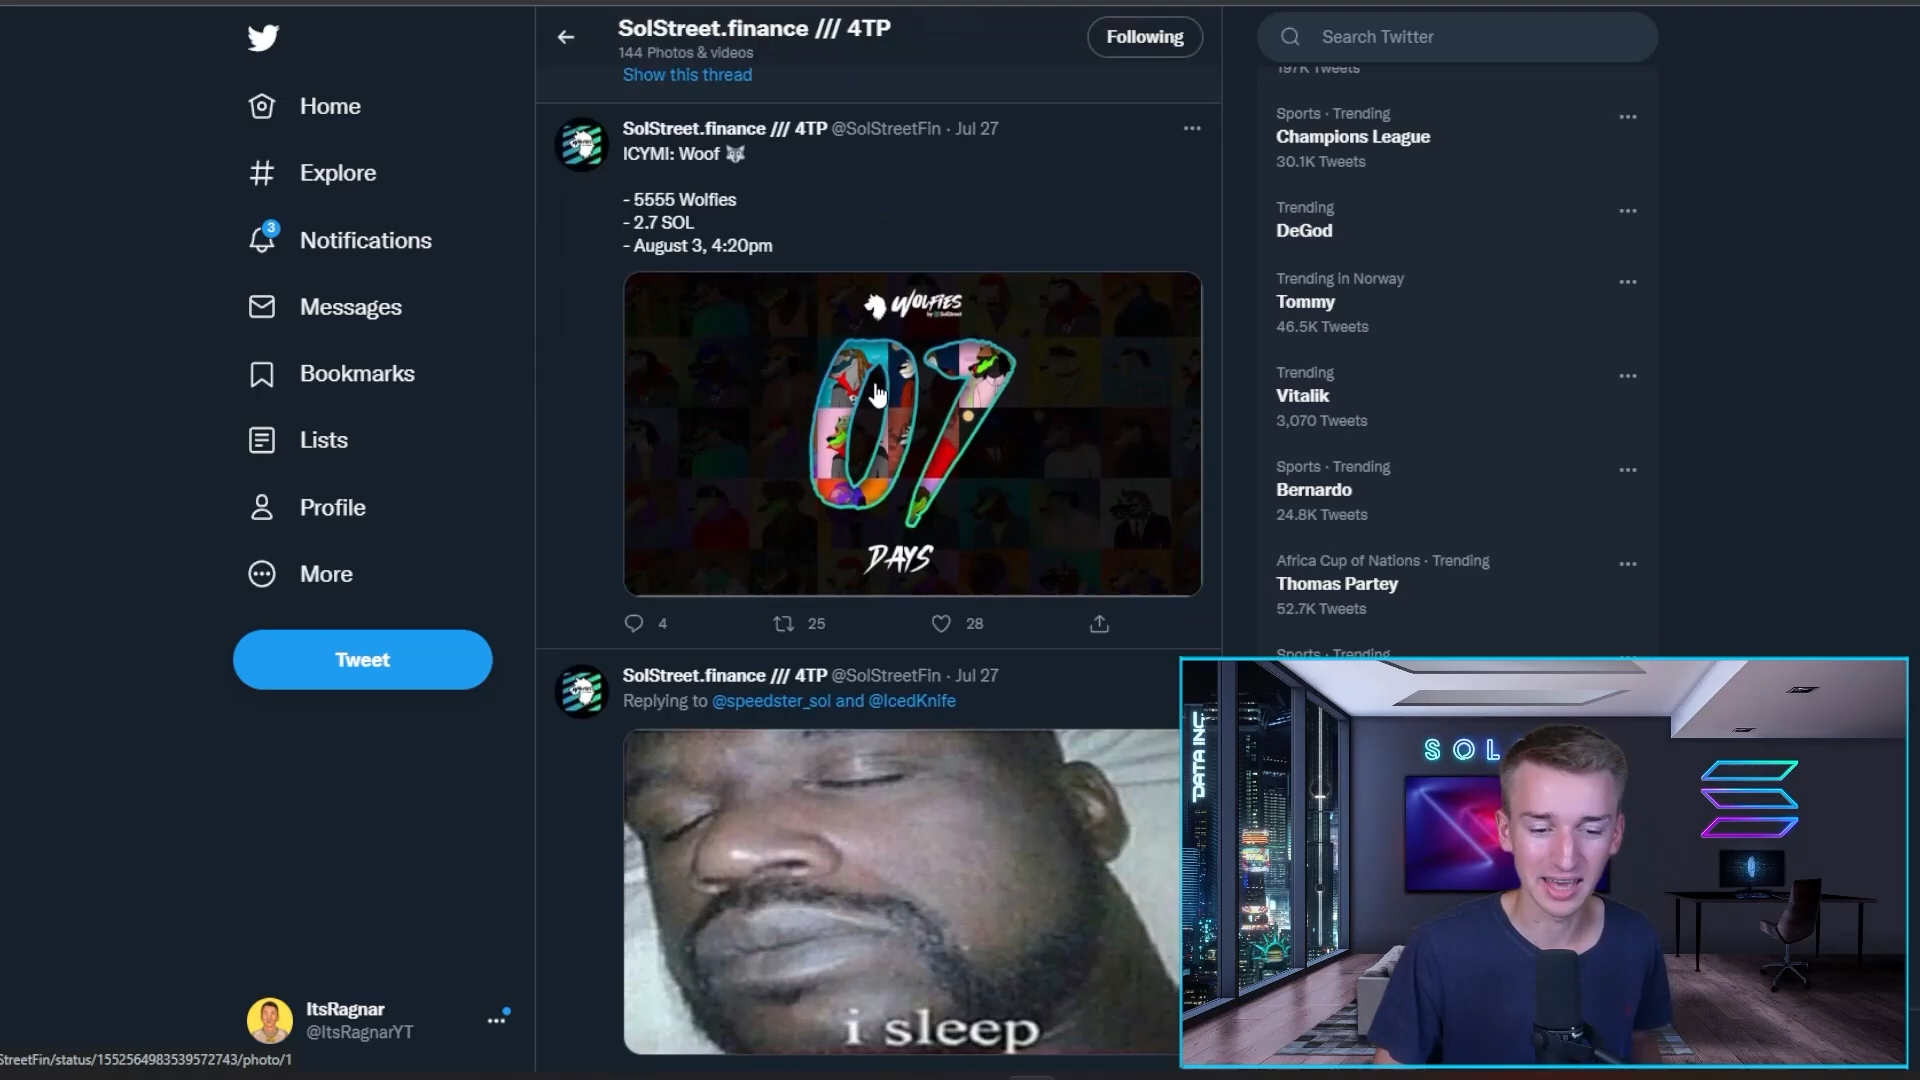 SolStreet.finance /// 4TP
144 Photos & videos
Following
Search Twitter
Show this thread
197K Tweets
Home
Explore
3
Notifications
Messages
Bookmarks
Lists
Profile
More
Tweet
SolStreet.finance /// 4TP @SolStreetFin · Jul 27
ICYMI: Woof 🐺
- 5555 Wolfies
- 2.7 SOL
- August 3, 4:20pm
WOLFIES
by SolStreet
07
DAYS
4
25
28
SolStreet.finance /// 4TP @SolStreetFin · Jul 27
Replying to @speedster_sol and @IcedKnife
i sleep
Sports · Trending
Champions League
30.1K Tweets
Trending
DeGod
Trending in Norway
Tommy
46.5K Tweets
Trending
Vitalik
3,070 Tweets
Sports · Trending
Bernardo
24.8K Tweets
Africa Cup of Nations · Trending
Thomas Partey
52.7K Tweets
Sports · Trending
DATA INC.
SOL
ItsRagnar
@ItsRagnarYT
StreetFin/status/1552564983539572743/photo/1